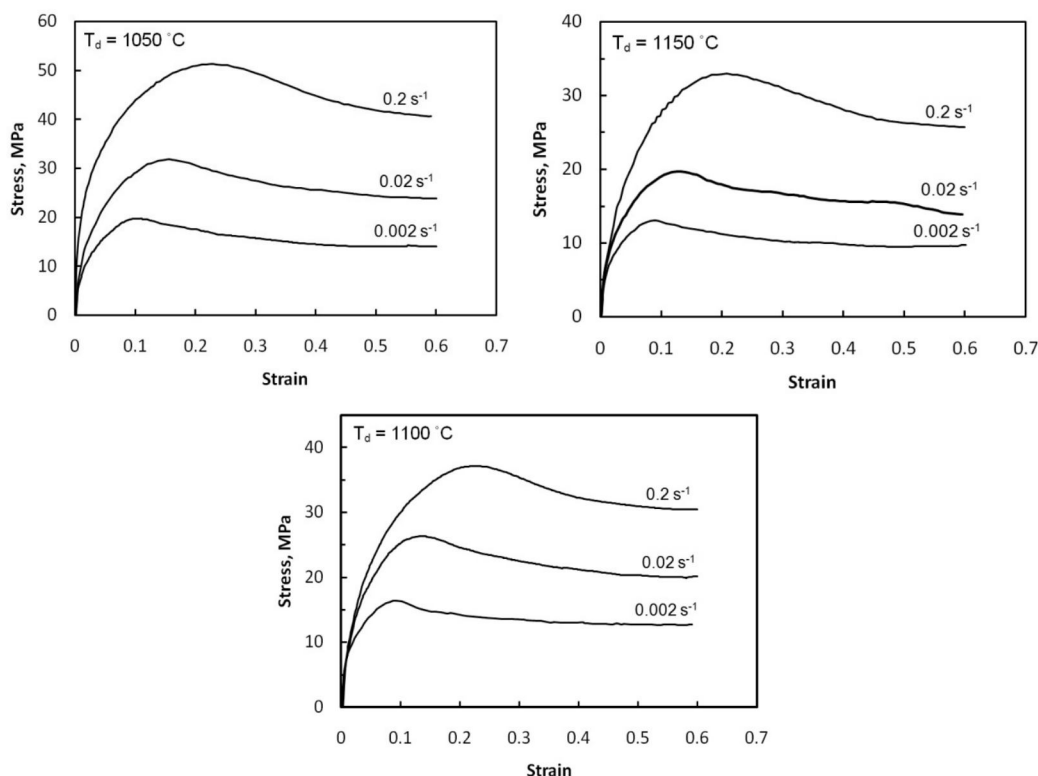 T_d = 1050 °C
60
50
40
30
20
10
0
Stress, MPa
0.2 s⁻¹
0.02 s⁻¹
0.002 s⁻¹
0 0.1 0.2 0.3 0.4 0.5 0.6 0.7
Strain
T_d = 1150 °C
40
30
20
10
0
Stress, MPa
0.2 s⁻¹
0.02 s⁻¹
0.002 s⁻¹
0 0.1 0.2 0.3 0.4 0.5 0.6 0.7
Strain
T_d = 1100 °C
40
30
20
10
0
Stress, MPa
0.2 s⁻¹
0.02 s⁻¹
0.002 s⁻¹
0 0.1 0.2 0.3 0.4 0.5 0.6 0.7
Strain